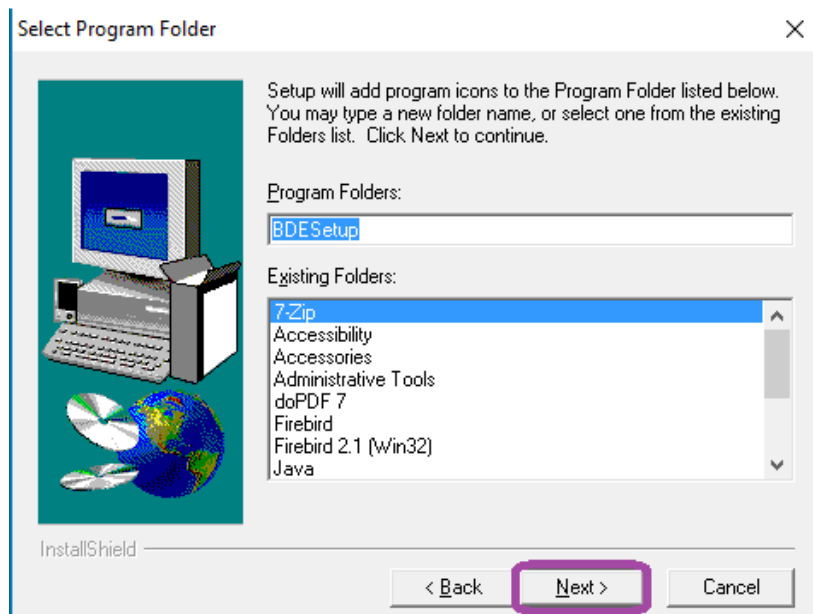 Select Program Folder
Setup will add program icons to the Program Folder listed below.
You may type a new folder name, or select one from the existing
Folders list. Click Next to continue.
Program Folders:
BDESetup
Existing Folders:
7-Zip
Accessibility
Accessories
Administrative Tools
doPDF 7
Firebird
Firebird 2.1 (Win32)
Java
InstallShield
< Back Next > Cancel